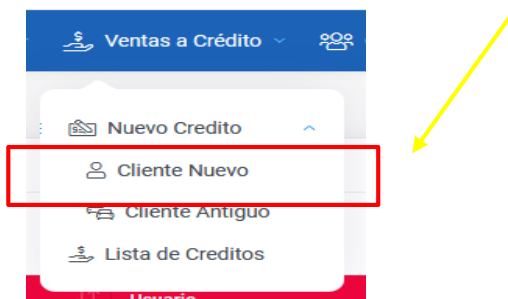 Ventas a Crédito
Nuevo Credito
Cliente Nuevo
Cliente Antiguo
Lista de Creditos
Usuario